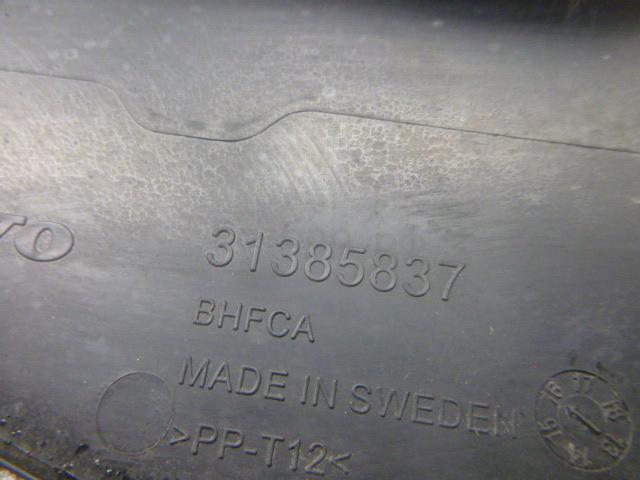 31385837
BHFCA
MADE IN SWEDEN
>PP-T12<